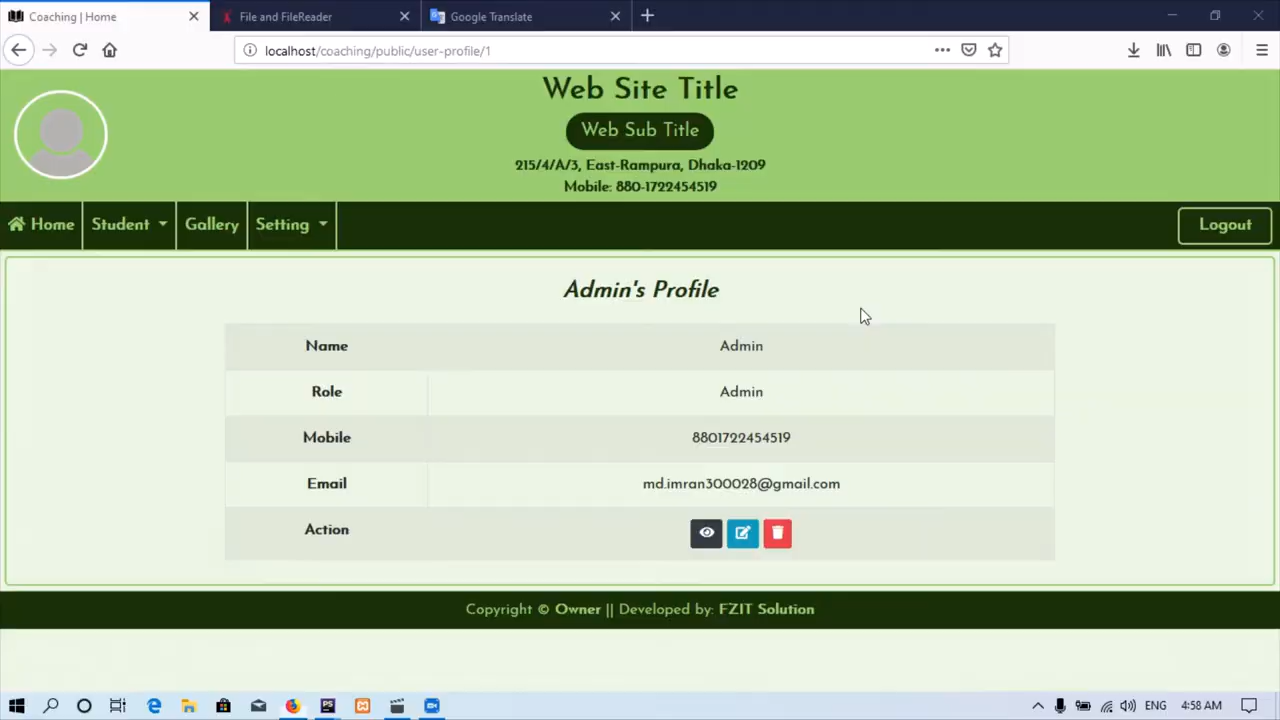 Coaching | Home
File and FileReader
Google Translate
localhost/coaching/public/user-profile/1
Web Site Title
Web Sub Title
215/4/A/3, East-Rampura, Dhaka-1209
Mobile: 880-1722454519
Home
Student
Gallery
Setting
Logout
Admin's Profile
Name Admin
Role Admin
Mobile 8801722454519
Email md.imran300028@gmail.com
Action
Copyright © Owner || Developed by: FZIT Solution
PS
ENG
4:58 AM